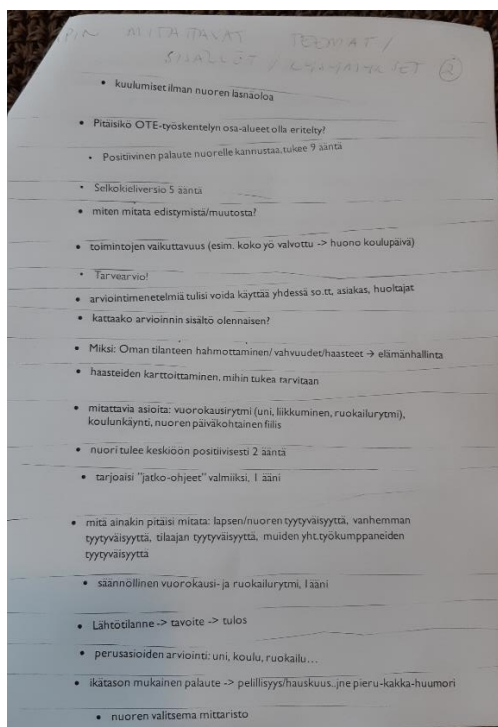 MITATTAVAT TEEMAT /
SISÄLLÖT / 2
• kuulumiset ilman nuoren läsnäoloa
• Pitäisikö OTE-työskentelyn osa-alueet olla eritelty?
• Positiivinen palaute nuorelle kannustaa,tukee 9 ääntä
• Selkokieliversio 5 ääntä
• miten mitata edistymistä/muutosta?
• toimintojen vaikuttavuus (esim. koko yö valvottu -> huono koulupäivä)
• Tarvearvio!
• arviointimenetelmiä tulisi voida käyttää yhdessä so.tt, asiakas, huoltajat
• kattaako arvioinnin sisältö olennaisen?
• Miksi: Oman tilanteen hahmottaminen/ vahvuudet/haasteet → elämänhallinta
• haasteiden kartoittaminen, mihin tukea tarvitaan
• mitattavia asioita: vuorokausirytmi (uni, liikkuminen, ruokailurytmi),
koulunkäynti, nuoren päiväkohtainen fiilis
• nuori tulee keskiöön positiivisesti 2 ääntä
• tarjoaisi "jatko-ohjeet" valmiiksi, 1 ääni
• mitä ainakin pitäisi mitata: lapsen/nuoren tyytyväisyyttä, vanhemman
tyytyväisyyttä, tilaajan tyytyväisyyttä, muiden yht.työkumppaneiden
tyytyväisyyttä
• säännöllinen vuorokausi- ja ruokailurytmi, 1ääni
• Lähtötilanne -> tavoite -> tulos
• perusasioiden arviointi: uni, koulu, ruokailu…
• ikätason mukainen palaute -> pelillisyys/hauskuus..jne pieru-kakka-huumori
• nuoren valitsema mittaristo